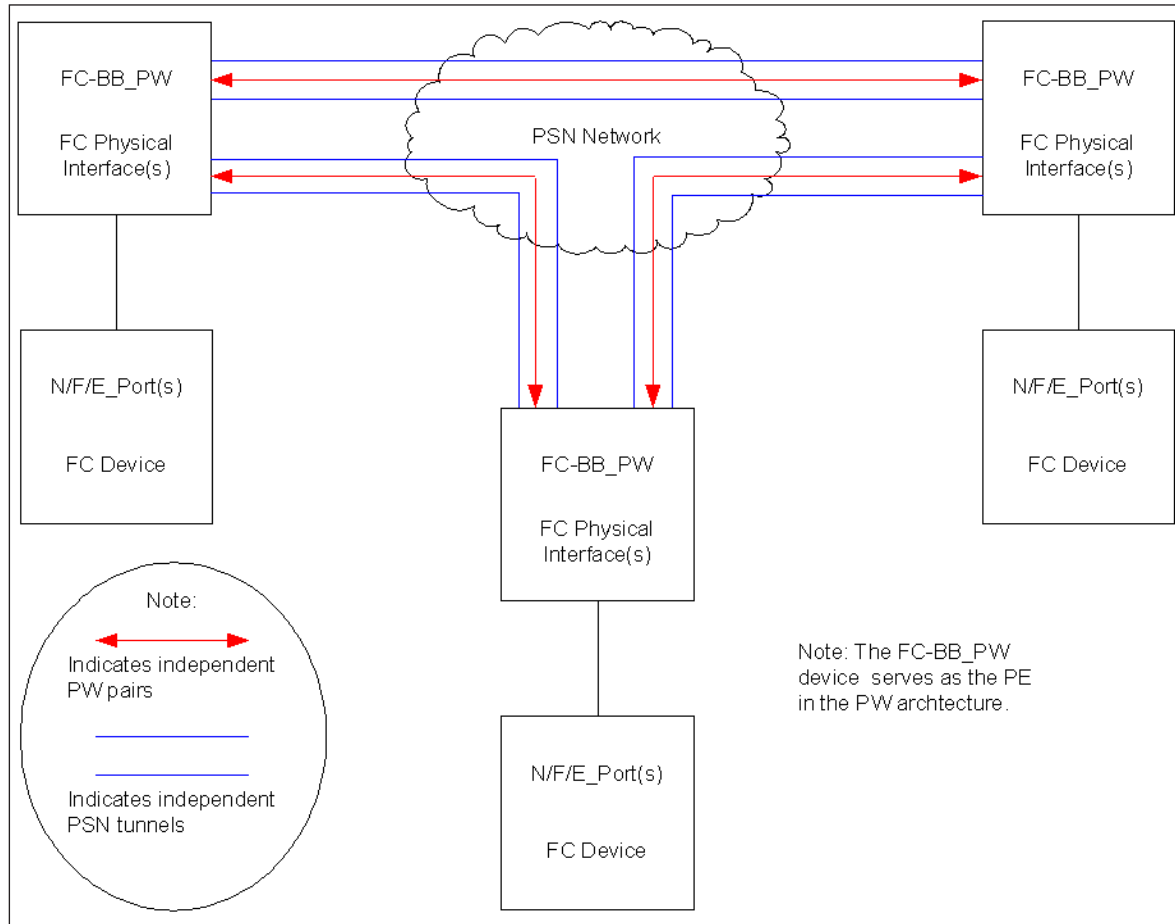 FC-BB_PW
FC Physical
Interface(s)
PSN Network
FC-BB_PW
FC Physical
Interface(s)
N/F/E_Port(s)
FC Device
N/F/E_Port(s)
FC Device
FC-BB_PW
FC Physical
Interface(s)
Note:
Indicates independent
PW pairs
Indicates independent
PSN tunnels
Note: The FC-BB_PW
device serves as the PE
in the PW archtecture.
N/F/E_Port(s)
FC Device